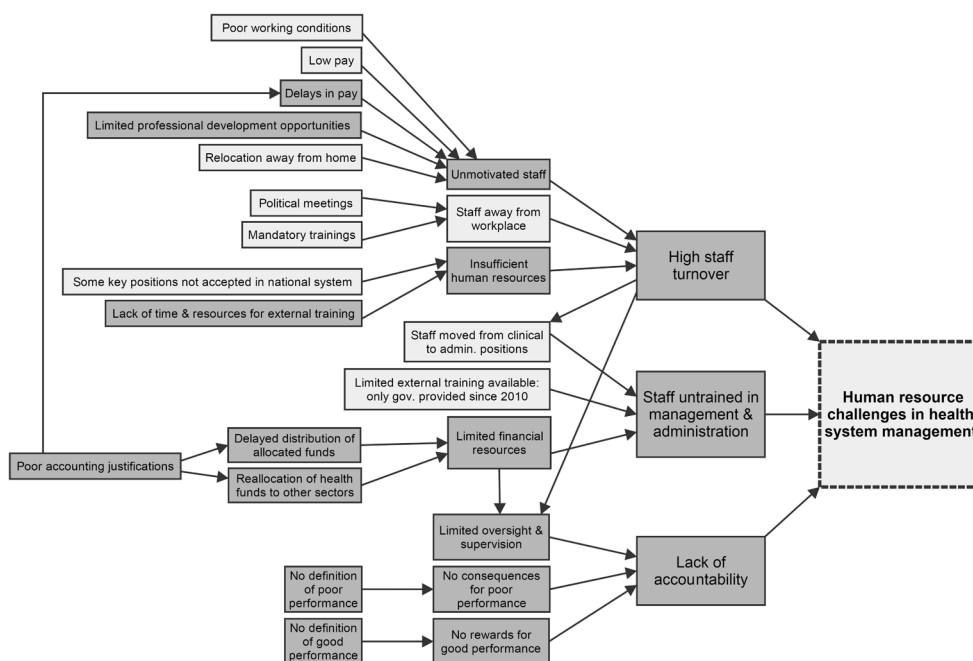 Poor working conditions
Low pay
Delays in pay
Limited professional development opportunities
Relocation away from home
Unmotivated staff
Political meetings
Mandatory trainings
Staff away from
workplace
Some key positions not accepted in national system
Lack of time & resources for external training
Insufficient
human resources
High staff
turnover
Staff moved from clinical
to admin. positions
Limited external training available:
only gov. provided since 2010
Staff untrained in
management &
administration
Human resource
challenges in health
system management
Poor accounting justifications
Delayed distribution of
allocated funds
Reallocation of health
funds to other sectors
Limited financial
resources
Limited oversight &
supervision
Lack of
accountability
No definition
of poor
performance
No consequences
for poor
performance
No definition
of good
performance
No rewards for
good performance